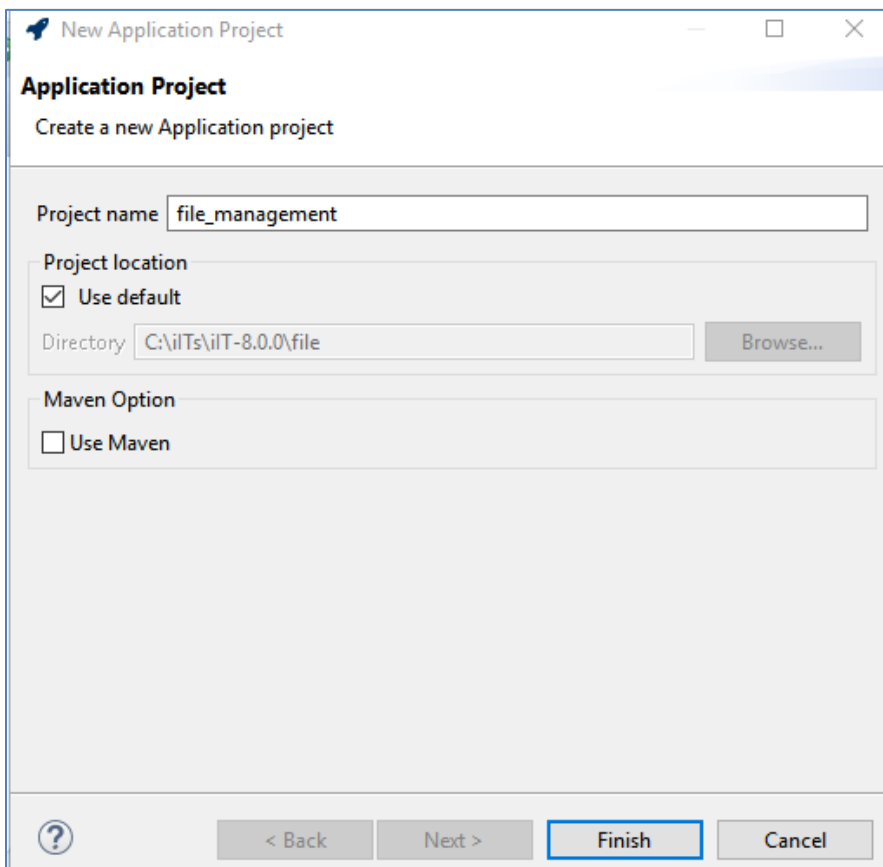 New Application Project
Application Project
Create a new Application project
Project name file_management
Project location
Use default
Directory C:\iITs\iIT-8.0.0\file Browse...
Maven Option
Use Maven
? < Back Next > Finish Cancel